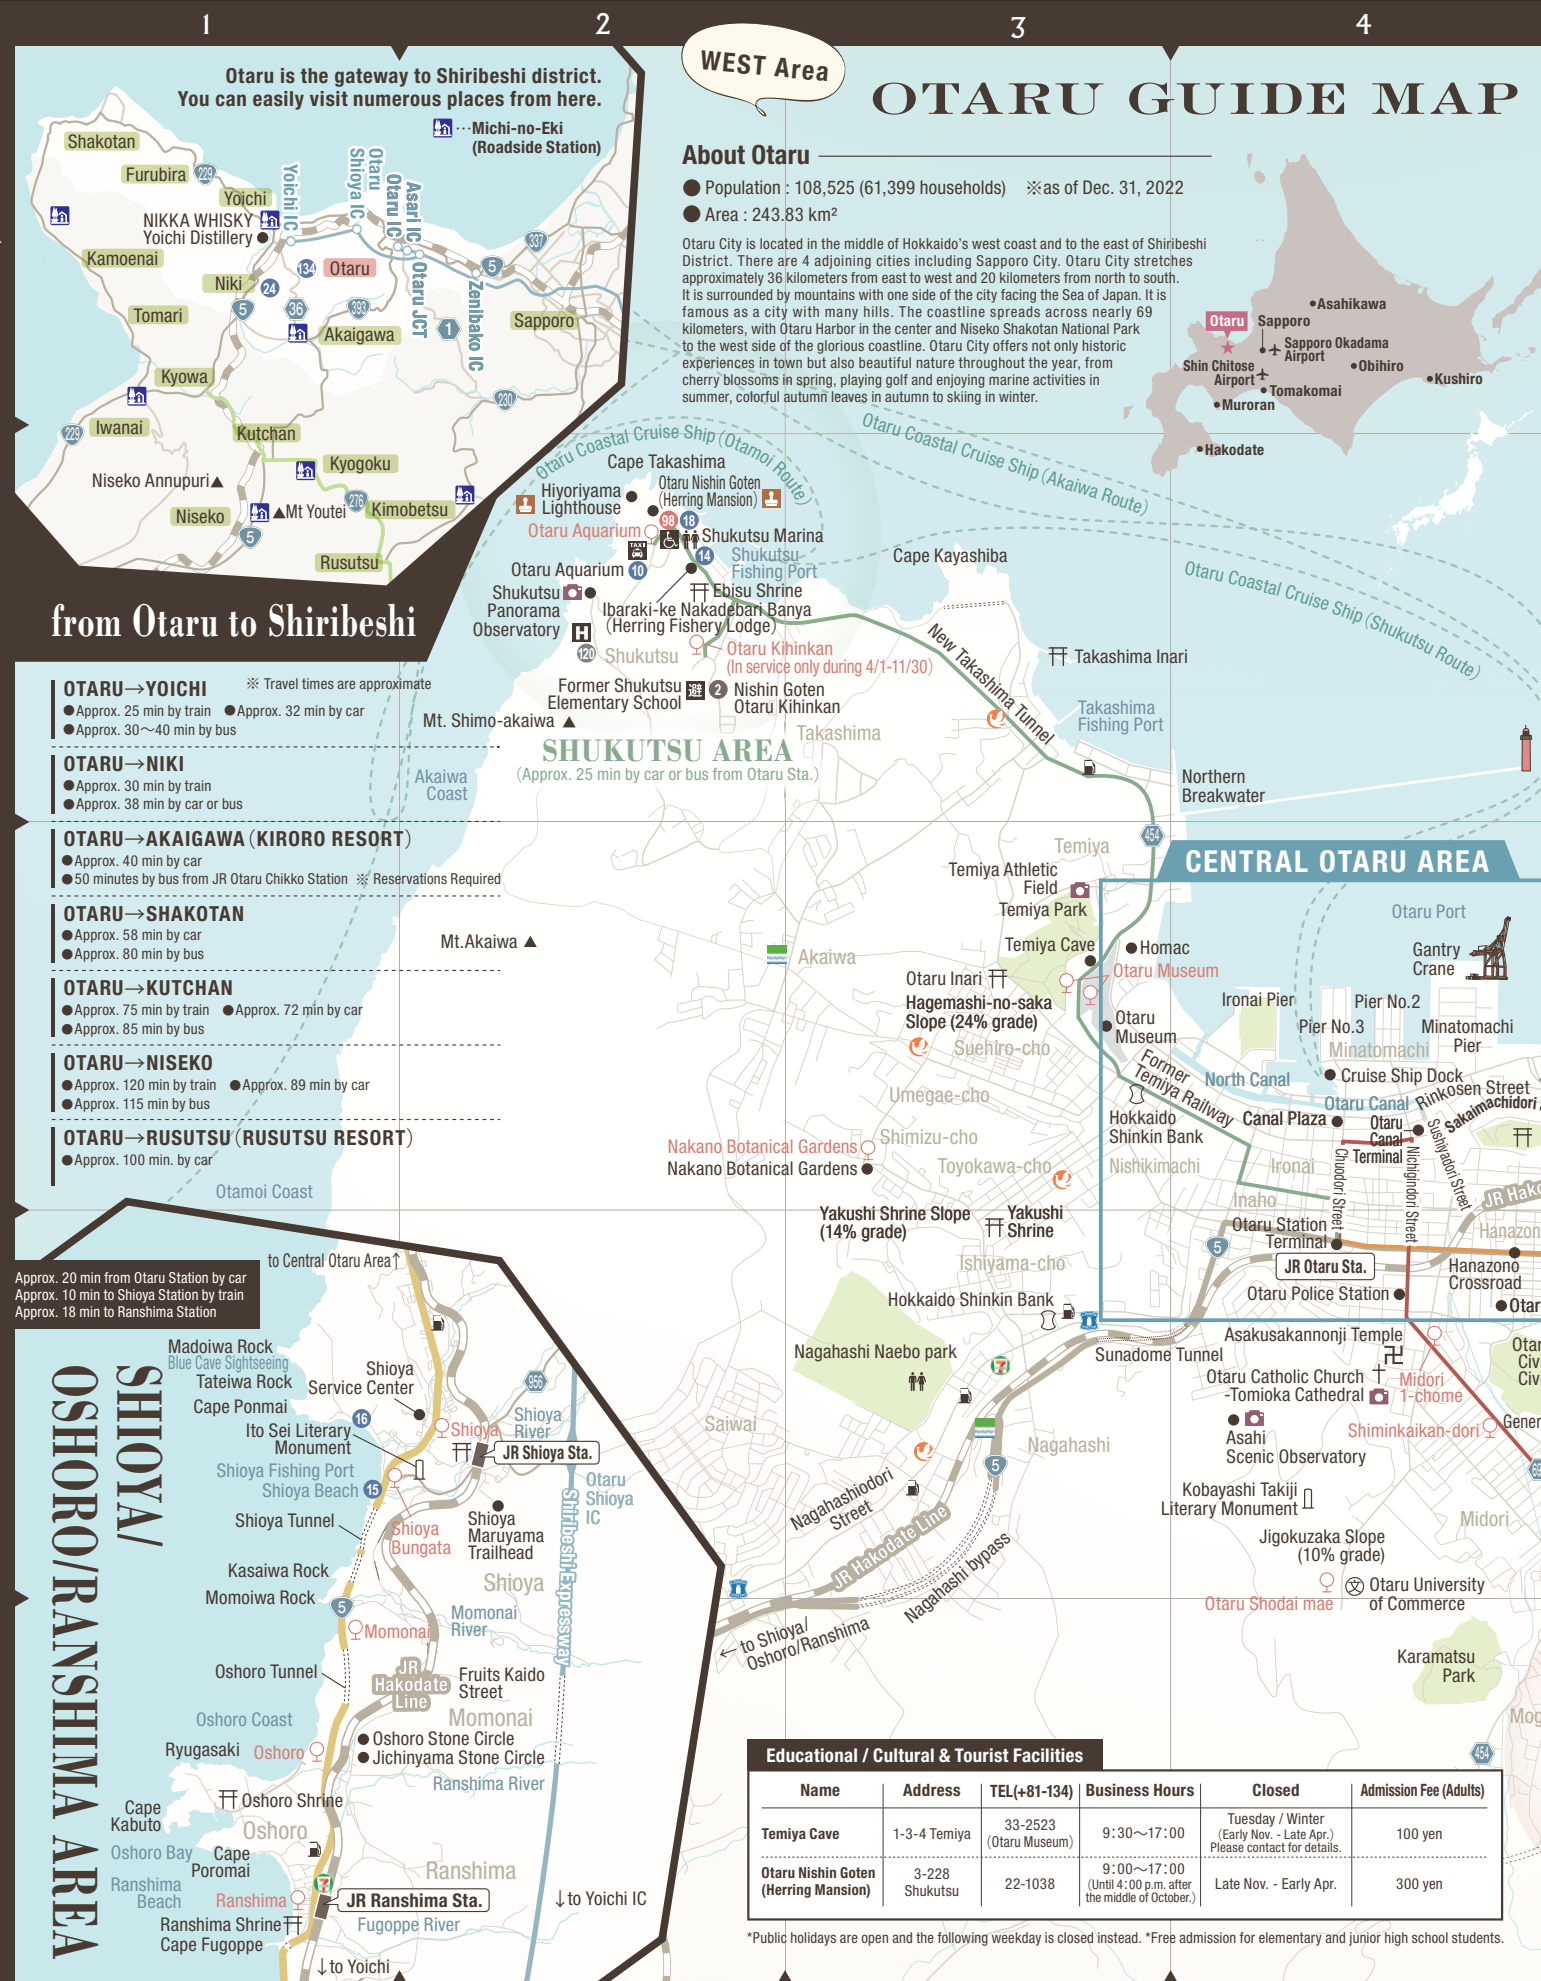 1
2
3
4
WEST Area
OTARU GUIDE MAP
Otaru is the gateway to Shiribeshi district.
You can easily visit numerous places from here.
…Michi-no-Eki
(Roadside Station)
Shakotan
Furubira
229
Yoichi
NIKKA WHISKY
Yoichi Distillery
Yoichi IC
Otaru
Shioya IC
Otaru IC
Asari IC
337
Kamoenai
134
Otaru
5
Niki
24
Otaru JCT
Zenibako IC
5
36
393
Tomari
Akaigawa
1
Sapporo
Kyowa
230
229
Iwanai
Kutchan
Kyogoku
Niseko Annupuri▲
276
Niseko
▲Mt Youtei
Kimobetsu
5
Rusutsu
from Otaru to Shiribeshi
About Otaru
● Population : 108,525 (61,399 households) ※as of Dec. 31, 2022
● Area : 243.83 km²
Otaru City is located in the middle of Hokkaido's west coast and to the east of Shiribeshi
District. There are 4 adjoining cities including Sapporo City. Otaru City stretches
approximately 36 kilometers from east to west and 20 kilometers from north to south.
It is surrounded by mountains with one side of the city facing the Sea of Japan. It is
famous as a city with many hills. The coastline spreads across nearly 69
kilometers, with Otaru Harbor in the center and Niseko Shakotan National Park
to the west side of the glorious coastline. Otaru City offers not only historic
experiences in town but also beautiful nature throughout the year, from
cherry blossoms in spring, playing golf and enjoying marine activities in
summer, colorful autumn leaves in autumn to skiing in winter.
Asahikawa
Otaru
Sapporo
Sapporo Okadama
Airport
Shin Chitose
Airport
Obihiro
Kushiro
Tomakomai
Muroran
Hakodate
※ Travel times are approximate
OTARU→YOICHI
●Approx. 25 min by train ●Approx. 32 min by car
●Approx. 30〜40 min by bus
OTARU→NIKI
●Approx. 30 min by train
●Approx. 38 min by car or bus
OTARU→AKAIGAWA (KIRORO RESORT)
●Approx. 40 min by car
●50 minutes by bus from JR Otaru Chikko Station ※ Reservations Required
OTARU→SHAKOTAN
●Approx. 58 min by car
●Approx. 80 min by bus
OTARU→KUTCHAN
●Approx. 75 min by train ●Approx. 72 min by car
●Approx. 85 min by bus
OTARU→NISEKO
●Approx. 120 min by train ●Approx. 89 min by car
●Approx. 115 min by bus
OTARU→RUSUTSU (RUSUTSU RESORT)
●Approx. 100 min. by car
Otaru Coastal Cruise Ship (Otamoi Route)
Otaru Coastal Cruise Ship (Akaiwa Route)
Otaru Coastal Cruise Ship (Shukutsu Route)
Cape Takashima
Hiyoriyama
Lighthouse
Otaru Nishin Goten
(Herring Mansion)
98
18
Otaru Aquarium
TAXI
Shukutsu Marina
14
Shukutsu
Fishing Port
Otaru Aquarium 10
Shukutsu
Panorama
Observatory
Ebisu Shrine
Ibaraki-ke Nakadebari Banya
(Herring Fishery Lodge)
H
120
Shukutsu
Otaru Kihinkan
(In service only during 4/1-11/30)
Former Shukutsu
Elementary School
避
2
Nishin Goten
Otaru Kihinkan
Mt. Shimo-akaiwa ▲
Takashima
SHUKUTSU AREA
(Approx. 25 min by car or bus from Otaru Sta.)
Akaiwa
Coast
Cape Kayashiba
New Takashima Tunnel
Takashima Inari
Takashima
Fishing Port
Northern
Breakwater
454
Temiya
CENTRAL OTARU AREA
Temiya Athletic
Field
Temiya Park
Otaru Port
Temiya Cave
Homac
Gantry
Crane
Mt.Akaiwa ▲
Akaiwa
Otaru Inari
Otaru Museum
Hagemashi-no-saka
Slope (24% grade)
Otaru
Museum
Ironai Pier
Pier No.2
Pier No.3
Minatomachi
Minatomachi
Pier
Suehiro-cho
Former
Temiya Railway
North Canal
Cruise Ship Dock
Umegae-cho
Otaru Canal
Rinkosen Street
Sakaimachidori
Hokkaido
Shinkin Bank
Canal Plaza
Otaru
Canal
Terminal
Sushiyadori Street
Shimizu-cho
Nakano Botanical Gardens
Nakano Botanical Gardens
Toyokawa-cho
Nishikimachi
Ironai
Chuodori Street
Nichigindori Street
JR Hako
Inaho
Hanazon
Yakushi Shrine Slope
(14% grade)
Yakushi
Shrine
Otaru Station
Terminal
5
Ishiyama-cho
JR Otaru Sta.
Hanazono
Crossroad
Otaru Police Station
Otar
Hokkaido Shinkin Bank
Otamoi Coast
Asakusakannonji Temple
Sunadome Tunnel
Nagahashi Naebo park
Otaru Catholic Church
-Tomioka Cathedral
Midori
1-chome
Otar
Civ
Civ
Gener
Shiminkaikan-dori
Asahi
Scenic Observatory
69
Saiwai
Nagahashi
5
Nagahashiodori
Street
JR Hakodate Line
Nagahashi bypass
Kobayashi Takiji
Literary Monument
Midori
Jigokuzaka Slope
(10% grade)
Otaru Shodai mae
文
Otaru University
of Commerce
← to Shioya/
Oshoro/Ranshima
Karamatsu
Park
Mog
454
to Central Otaru Area↑
Approx. 20 min from Otaru Station by car
Approx. 10 min to Shioya Station by train
Approx. 18 min to Ranshima Station
SHIOYA/
OSHORO/RANSHIMA AREA
Madoiwa Rock
Blue Cave Sightseeing
Tateiwa Rock
Shioya
Service Center
956
Cape Ponmai
16
Shioya
River
Ito Sei Literary
Monument
Shioya
JR Shioya Sta.
Shioya Fishing Port
Shioya Beach 15
Otaru
Shioya
IC
Shioya Tunnel
Shioya
Bungata
Shioya
Maruyama
Trailhead
Shiribeshi Expressway
Kasaiwa Rock
Shioya
Momoiwa Rock
5
Momonai
River
Momonai
Oshoro Tunnel
JR
Hakodate
Line
Fruits Kaido
Street
Oshoro Coast
Momonai
Ryugasaki
Oshoro
Oshoro Stone Circle
Jichinyama Stone Circle
Ranshima River
Oshoro Shrine
Cape
Kabuto
Oshoro
Oshoro Bay
Cape
Poromai
Ranshima
Beach
Ranshima
Ranshima
JR Ranshima Sta.
↓to Yoichi IC
Ranshima Shrine
Fugoppe River
Cape Fugoppe
↓to Yoichi
Educational / Cultural & Tourist Facilities
Name Address TEL(+81-134) Business Hours Closed Admission Fee (Adults)
Temiya Cave 1-3-4 Temiya 33-2523 (Otaru Museum) 9:30〜17:00 Tuesday / Winter (Early Nov. - Late Apr.) Please contact for details. 100 yen
Otaru Nishin Goten (Herring Mansion) 3-228 Shukutsu 22-1038 9:00〜17:00 (Until 4:00 p.m. after the middle of October.) Late Nov. - Early Apr. 300 yen
*Public holidays are open and the following weekday is closed instead. *Free admission for elementary and junior high school students.